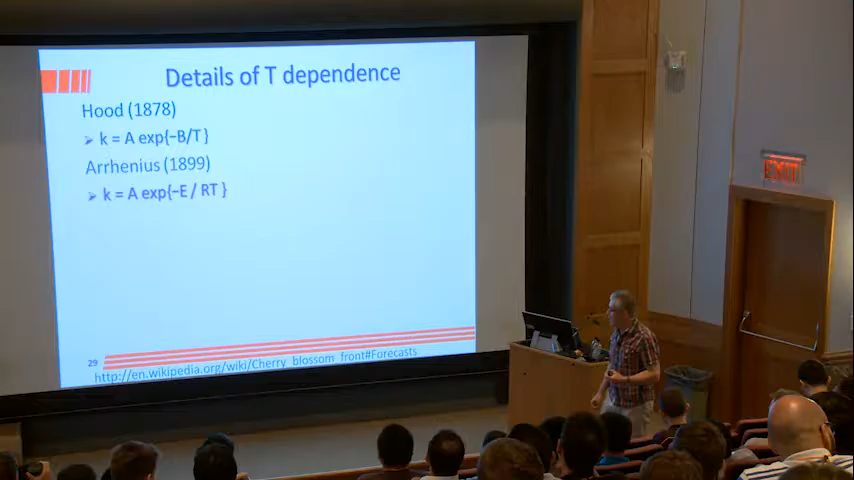 Details of T dependence
Hood (1878)
➢ k = A exp{−B/T}
Arrhenius (1899)
➢ k = A exp{−E / RT }
29
http://en.wikipedia.org/wiki/Cherry_blossom_front#Forecasts
EXIT